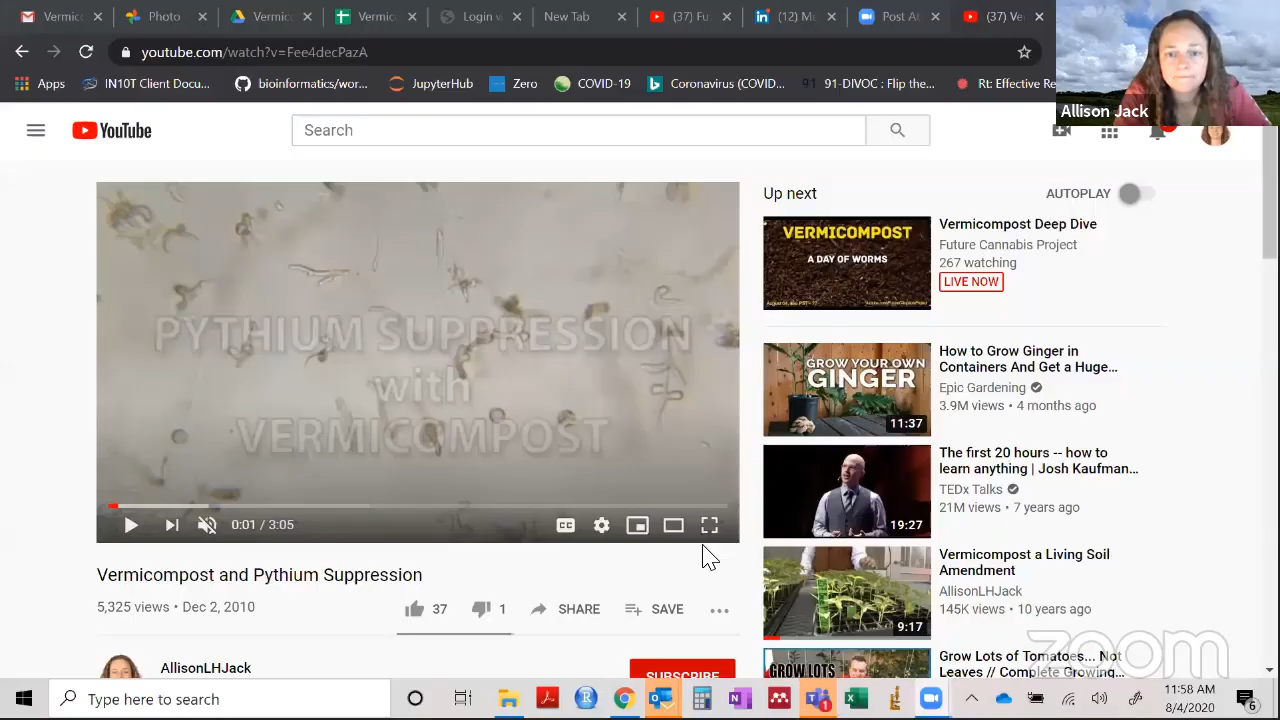 Vermic
Photo
Vermic
Vermic
Login w
New Tab
(37) Fu
(12) Me
Post At
(37) Ve
youtube.com/watch?v=Fee4decPazA
Apps
IN10T Client Docu...
bioinformatics/wor...
JupyterHub
Zero
COVID-19
Coronavirus (COVID...
91-DIVOC : Flip the...
Rt: Effective Re
Allison Jack
YouTube
Search
PYTHIUM SUPPRESSION
with
VERMICOMPOST
0:01 / 3:05
CC
Vermicompost and Pythium Suppression
5,325 views • Dec 2, 2010
37
1
SHARE
SAVE
AllisonLHJack
SUBSCRIBE
Up next
AUTOPLAY
VERMICOMPOST
A DAY OF WORMS
Vermicompost Deep Dive
Future Cannabis Project
267 watching
LIVE NOW
GROW YOUR OWN
GINGER
11:37
How to Grow Ginger in
Containers And Get a Huge...
Epic Gardening
3.9M views • 4 months ago
19:27
The first 20 hours -- how to
learn anything | Josh Kaufman...
TEDx Talks
21M views • 7 years ago
9:17
Vermicompost a Living Soil
Amendment
AllisonLHJack
145K views • 10 years ago
GROW LOTS
Grow Lots of Tomatoes... Not
Leaves // Complete Growing
zoom
Type here to search
11:58 AM
8/4/2020
6